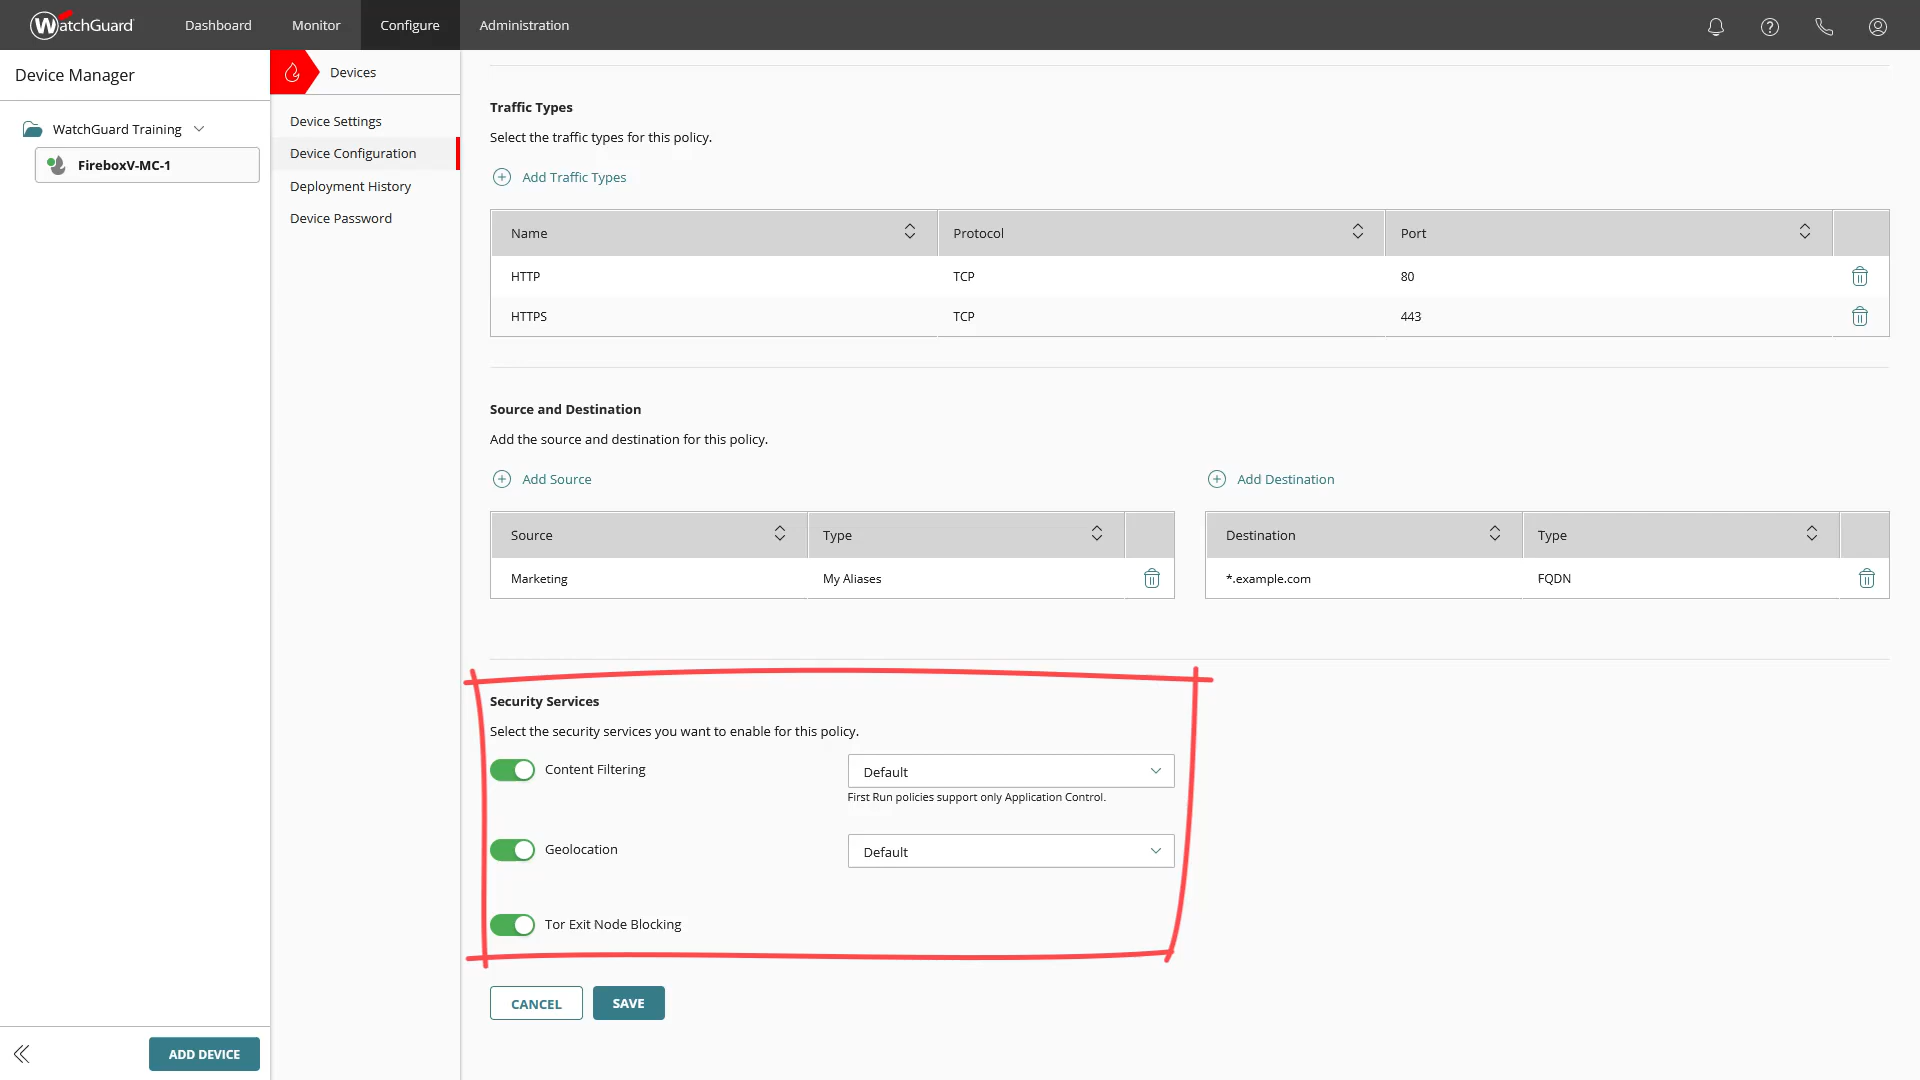 WatchGuard
Dashboard
Monitor
Configure
Administration
Device Manager
WatchGuard Training
FireboxV-MC-1
Devices
Device Settings
Device Configuration
Deployment History
Device Password
Traffic Types
Select the traffic types for this policy.
Add Traffic Types
Name Protocol Port
HTTP TCP 80
HTTPS TCP 443
Source and Destination
Add the source and destination for this policy.
Add Source
Source Type
Marketing My Aliases
Add Destination
Destination Type
*.example.com FQDN
Security Services
Select the security services you want to enable for this policy.
Content Filtering Default
First Run policies support only Application Control.
Geolocation Default
Tor Exit Node Blocking
CANCEL SAVE
ADD DEVICE